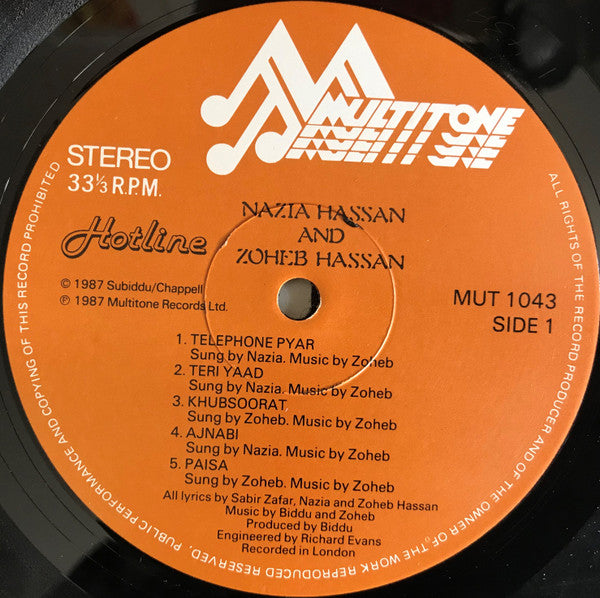 MULTITONE
STEREO
33⅓ R.P.M.
NAZIA HASSAN
AND
ZOHEB HASSAN
Hotline
© 1987 Subiddu/Chappell
℗ 1987 Multitone Records Ltd.
MUT 1043
SIDE 1
1. TELEPHONE PYAR
Sung by Nazia. Music by Zoheb
2. TERI YAAD
Sung by Nazia. Music by Zoheb
3. KHUBSOORAT
Sung by Zoheb. Music by Zoheb
4. AJNABI
Sung by Nazia. Music by Zoheb
5. PAISA
Sung by Zoheb. Music by Zoheb
All lyrics by Sabir Zafar, Nazia and Zoheb Hassan
Music by Biddu and Zoheb
Produced by Biddu
Engineered by Richard Evans
Recorded in London
ALL RIGHTS OF THE RECORD PRODUCER AND OF THE OWNER OF THE WORK REPRODUCED RESERVED, PUBLIC PERFORMANCE AND COPYING OF THIS RECORD PROHIBITED